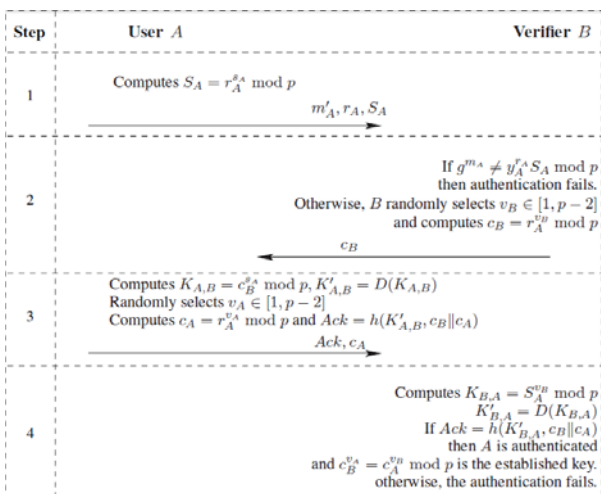 Step User A Verifier B
1
Computes S_A = r_A^{s_A} mod p
m'_A, r_A, S_A
2
If g^{m_A} ≠ y_A^{r_A} S_A mod p
then authentication fails.
Otherwise, B randomly selects v_B ∈ [1, p − 2]
and computes c_B = r_A^{v_B} mod p
c_B
3
Computes K_{A,B} = c_B^{s_A} mod p, K'_{A,B} = D(K_{A,B})
Randomly selects v_A ∈ [1, p − 2]
Computes c_A = r_A^{v_A} mod p and Ack = h(K'_{A,B}, c_B||c_A)
Ack, c_A
4
Computes K_{B,A} = S_A^{v_B} mod p
K'_{B,A} = D(K_{B,A})
If Ack = h(K'_{B,A}, c_B||c_A)
then A is authenticated
and c_B^{v_A} = c_A^{v_B} mod p is the established key.
otherwise, the authentication fails.